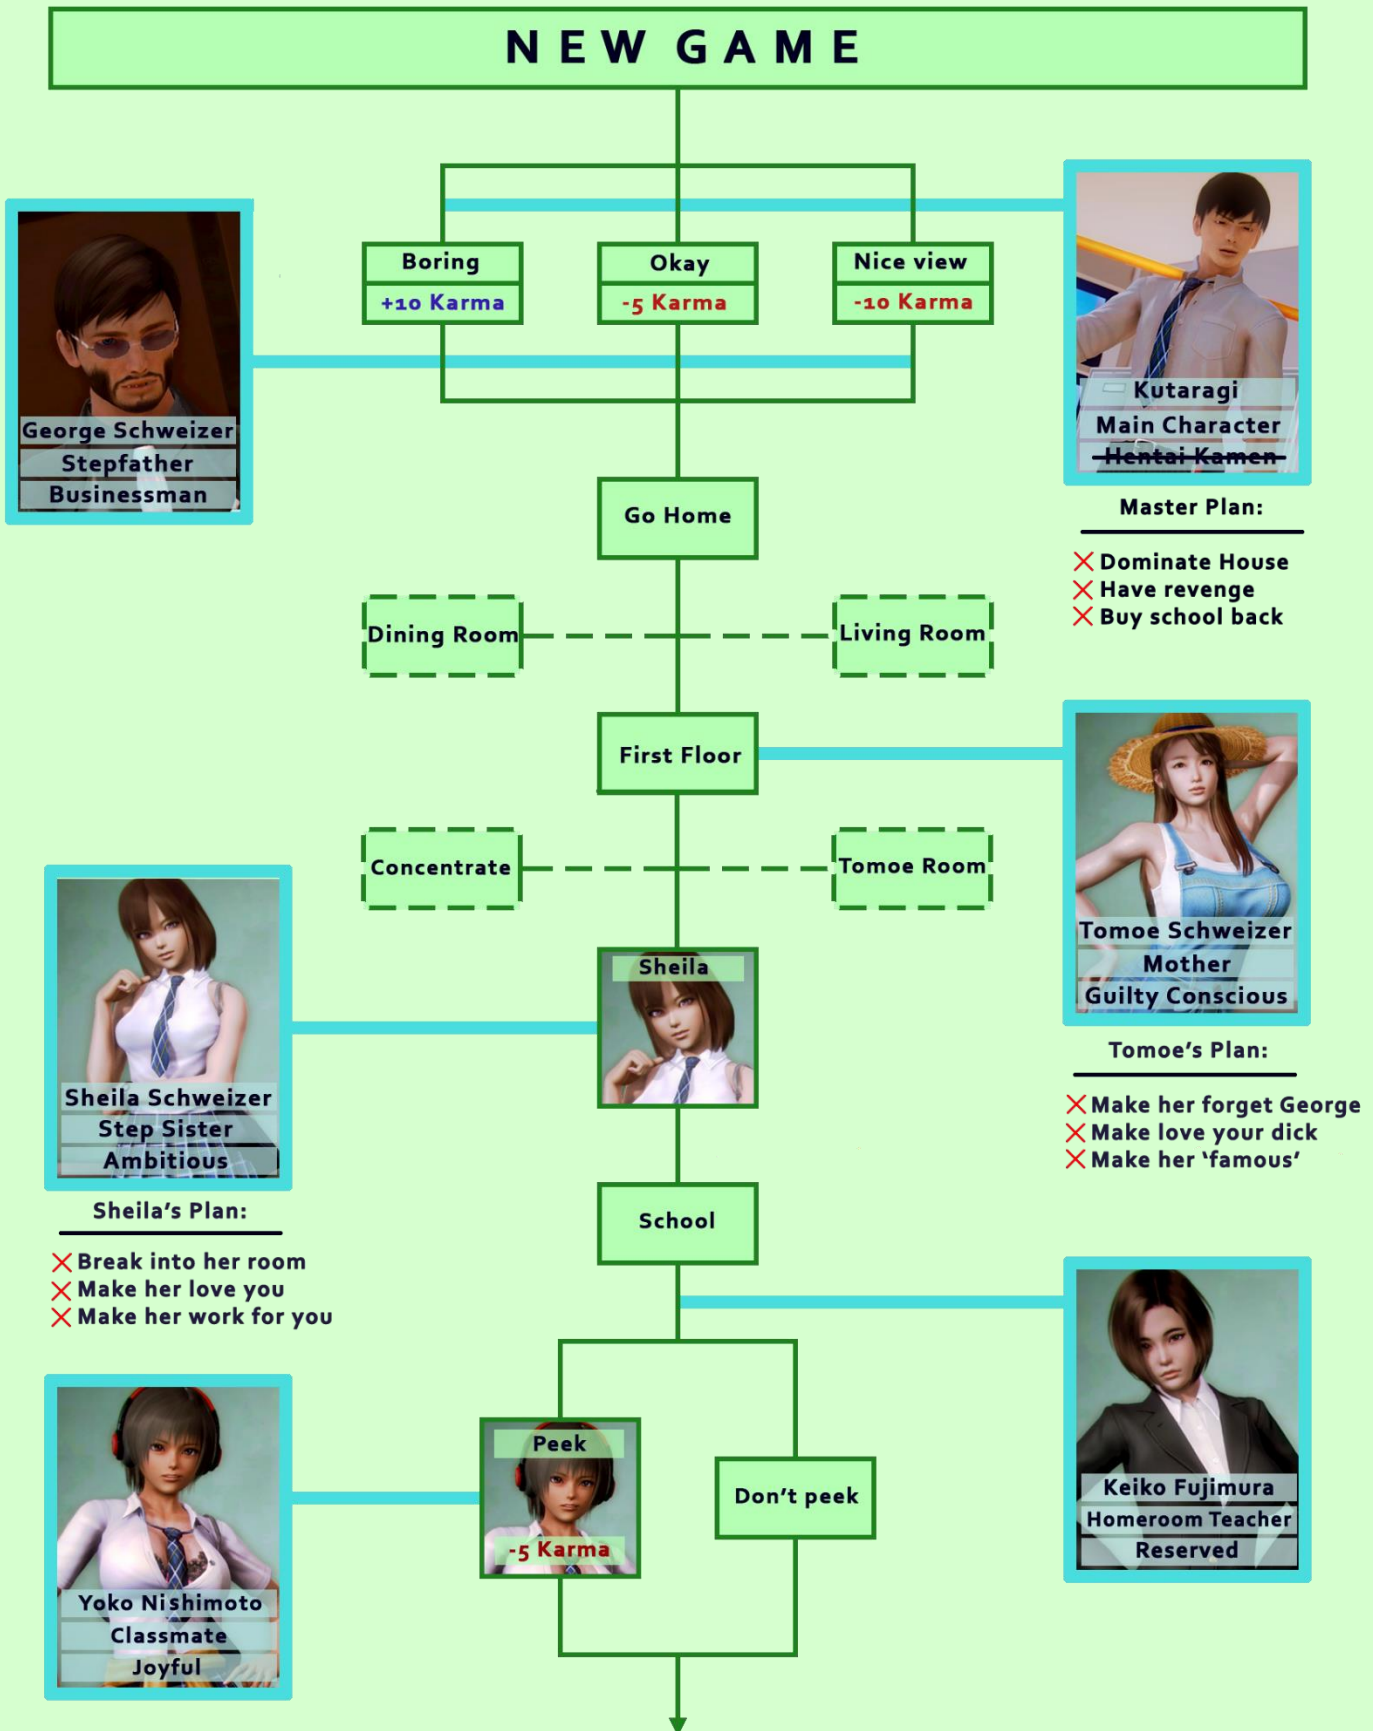 NEW GAME
Boring
+10 Karma
Okay
-5 Karma
Nice view
-10 Karma
George Schweizer
Stepfather
Businessman
Kutaragi
Main Character
Hentai Kamen
Master Plan:
Dominate House
Have revenge
Buy school back
Go Home
Dining Room
Living Room
First Floor
Concentrate
Tomoe Room
Tomoe Schweizer
Mother
Guilty Conscious
Tomoe's Plan:
Make her forget George
Make love your dick
Make her 'famous'
Sheila
Sheila Schweizer
Step Sister
Ambitious
Sheila's Plan:
Break into her room
Make her love you
Make her work for you
School
Peek
-5 Karma
Don't peek
Keiko Fujimura
Homeroom Teacher
Reserved
Yoko Nishimoto
Classmate
Joyful